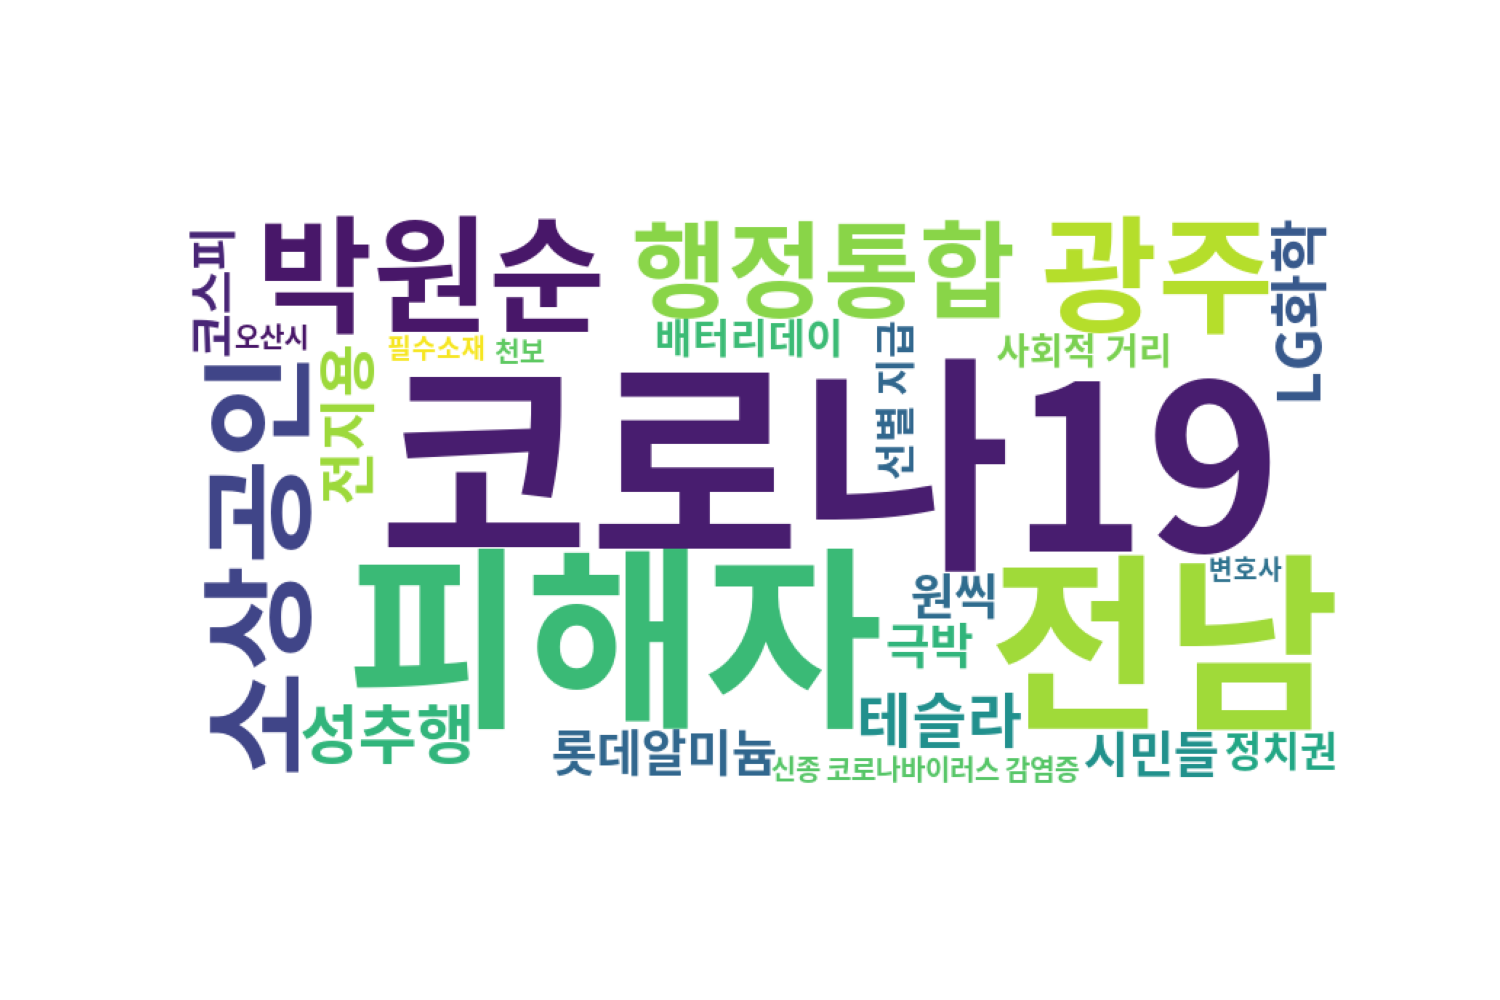 코스피
박원순
행정통합
광주
LG화학
오산시
필수소재
천보
배터리데이
선별 지급
사회적 거리
소상공인
전지용
코로나19
피해자
원씩
변호사
극박
전남
성추행
롯데알미늄
테슬라
신종 코로나바이러스 감염증
시민들
정치권